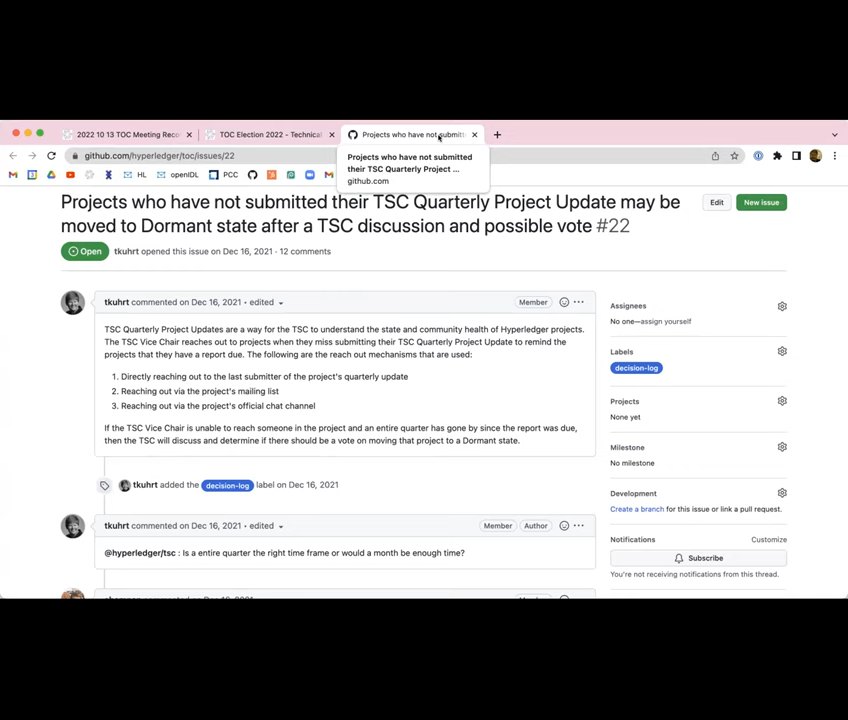 2022 10 13 TOC Meeting Reco
TOC Election 2022 - Technical
Projects who have not submitt
github.com/hyperledger/toc/issues/22
Projects who have not submitted
their TSC Quarterly Project ...
github.com
HL
openIDL
PCC
Projects who have not submitted their TSC Quarterly Project Update may be
moved to Dormant state after a TSC discussion and possible vote #22
Edit
New issue
Open
tkuhrt opened this issue on Dec 16, 2021 · 12 comments
tkuhrt commented on Dec 16, 2021 · edited
Member
TSC Quarterly Project Updates are a way for the TSC to understand the state and community health of Hyperledger projects.
The TSC Vice Chair reaches out to projects when they miss submitting their TSC Quarterly Project Update to remind the
projects that they have a report due. The following are the reach out mechanisms that are used:
1. Directly reaching out to the last submitter of the project's quarterly update
2. Reaching out via the project's mailing list
3. Reaching out via the project's official chat channel
If the TSC Vice Chair is unable to reach someone in the project and an entire quarter has gone by since the report was due,
then the TSC will discuss and determine if there should be a vote on moving that project to a Dormant state.
tkuhrt added the decision-log label on Dec 16, 2021
tkuhrt commented on Dec 16, 2021 · edited
Member
Author
@hyperledger/tsc : Is a entire quarter the right time frame or would a month be enough time?
Assignees
No one—assign yourself
Labels
decision-log
Projects
None yet
Milestone
No milestone
Development
Create a branch for this issue or link a pull request.
Notifications
Customize
Subscribe
You're not receiving notifications from this thread.